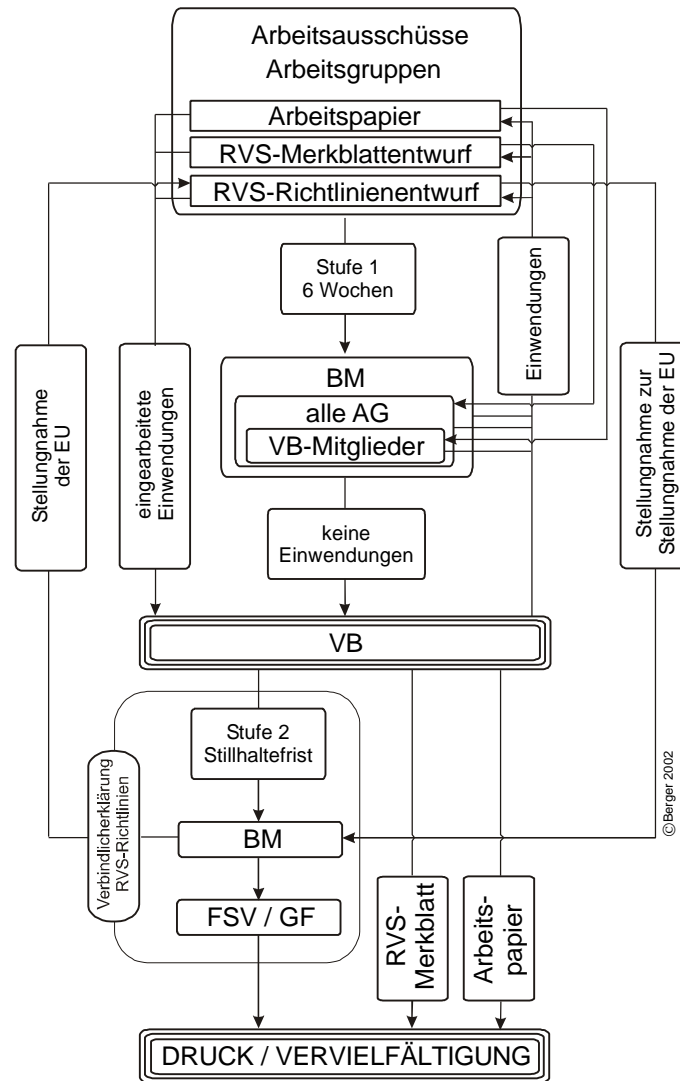 Arbeitsausschüsse
Arbeitsgruppen
Arbeitspapier
RVS-Merkblattentwurf
RVS-Richtlinienentwurf
Stufe 1
6 Wochen
Einwendungen
BM
alle AG
VB-Mitglieder
Stellungnahme
der EU
eingearbeitete
Einwendungen
Stellungnahme zur
Stellungnahme der EU
keine
Einwendungen
VB
Stufe 2
Stillhaltefrist
Verbindlicherklärung
RVS-Richtlinien
BM
FSV / GF
RVS-
Merkblatt
Arbeits-
papier
©Berger 2002
DRUCK / VERVIELFÄLTIGUNG